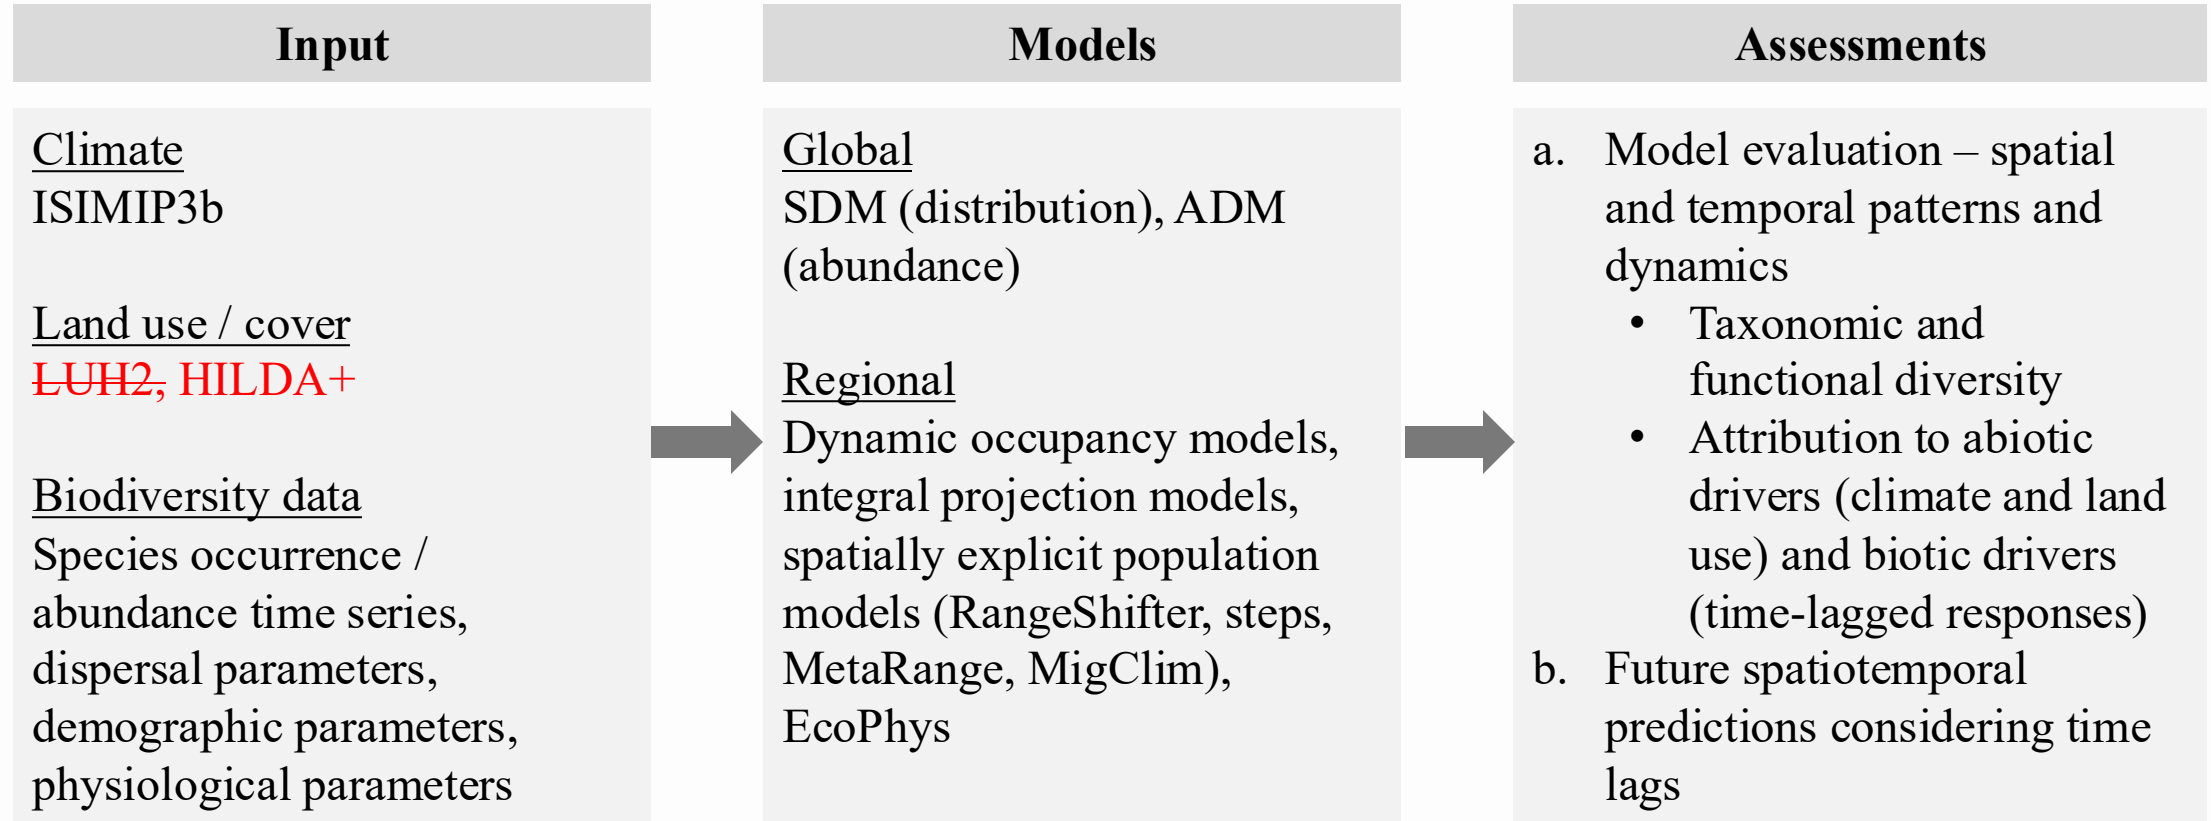 Input
Climate
ISIMIP3b
Land use / cover
LUH2, HILDA+
Biodiversity data
Species occurrence /
abundance time series,
dispersal parameters,
demographic parameters,
physiological parameters
Models
Global
SDM (distribution), ADM
(abundance)
Regional
Dynamic occupancy models,
integral projection models,
spatially explicit population
models (RangeShifter, steps,
MetaRange, MigClim),
EcoPhys
Assessments
a. Model evaluation – spatial
and temporal patterns and
dynamics
• Taxonomic and
functional diversity
• Attribution to abiotic
drivers (climate and land
use) and biotic drivers
(time-lagged responses)
b. Future spatiotemporal
predictions considering time
lags